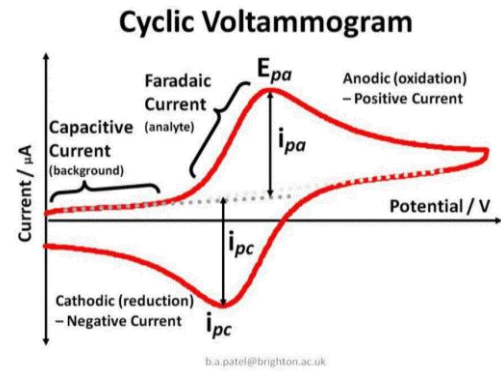 Cyclic Voltammogram
E pa
Faradaic
Current
(analyte)
Anodic (oxidation)
– Positive Current
Capacitive
Current
(background)
i pa
Current / µA
Potential / V
i pc
Cathodic (reduction)
– Negative Current
i pc
b.a.patel@brighton.ac.uk